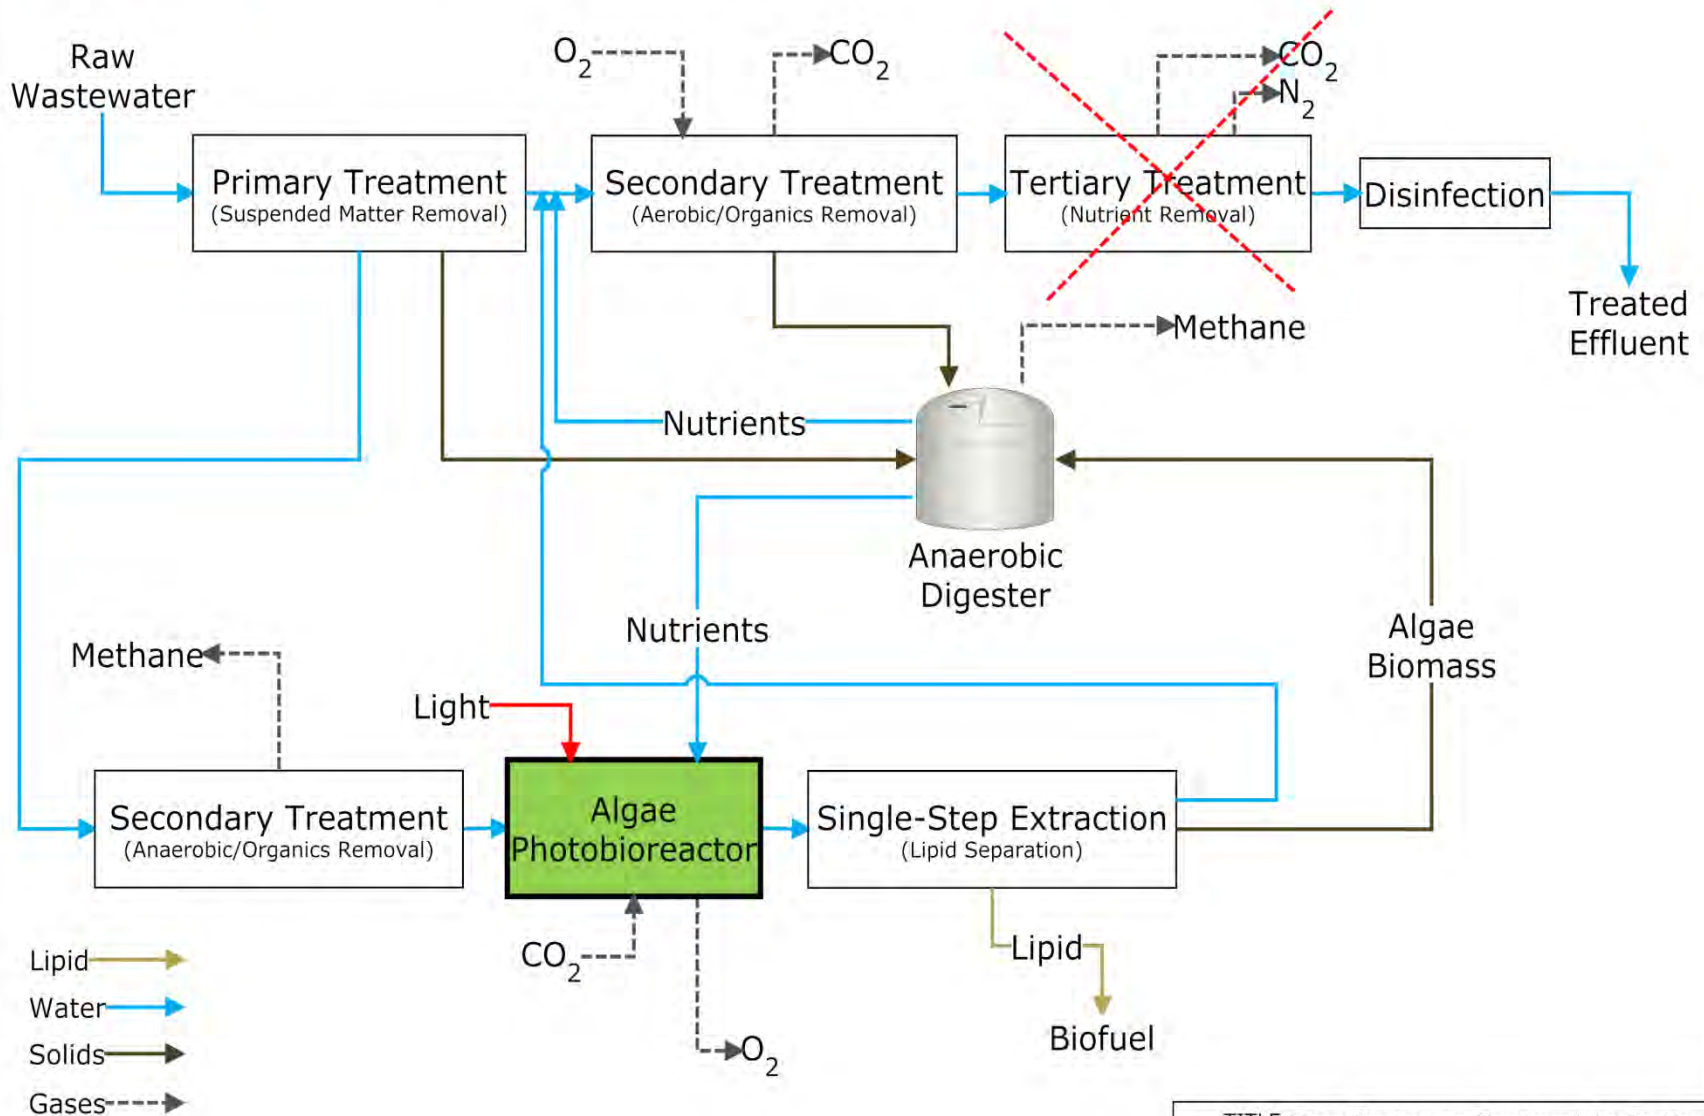 Raw
Wastewater
O2
CO2
CO2
N2
Primary Treatment
(Suspended Matter Removal)
Secondary Treatment
(Aerobic/Organics Removal)
Tertiary Treatment
(Nutrient Removal)
Disinfection
Treated
Effluent
Methane
Nutrients
Anaerobic
Digester
Nutrients
Algae
Biomass
Methane
Light
Secondary Treatment
(Anaerobic/Organics Removal)
Algae
Photobioreactor
Single-Step Extraction
(Lipid Separation)
CO2
O2
Lipid
Biofuel
Lipid
Water
Solids
Gases